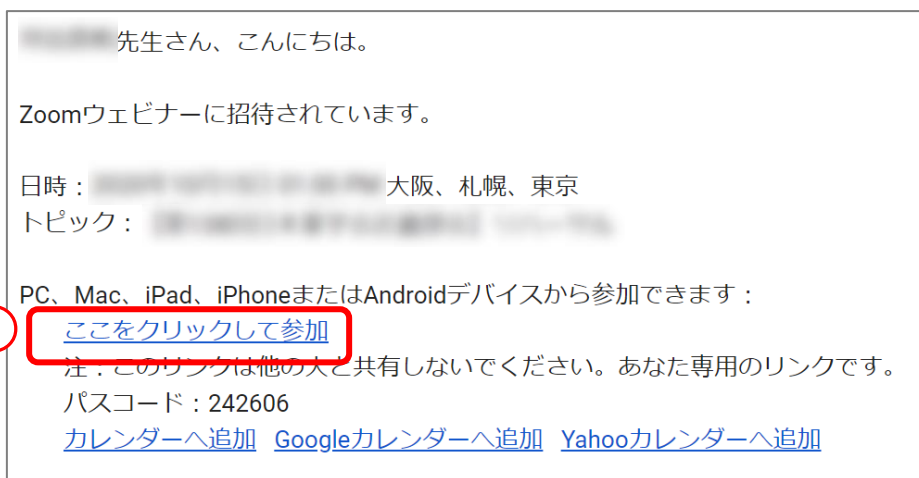 先生さん、こんにちは。
Zoomウェビナーに招待されています。
日時： 大阪、札幌、東京
トピック：
PC、Mac、iPad、iPhoneまたはAndroidデバイスから参加できます：
ここをクリックして参加
注：このリンクは他の人と共有しないでください。あなた専用のリンクです。
パスコード：242606
カレンダーへ追加 Googleカレンダーへ追加 Yahooカレンダーへ追加